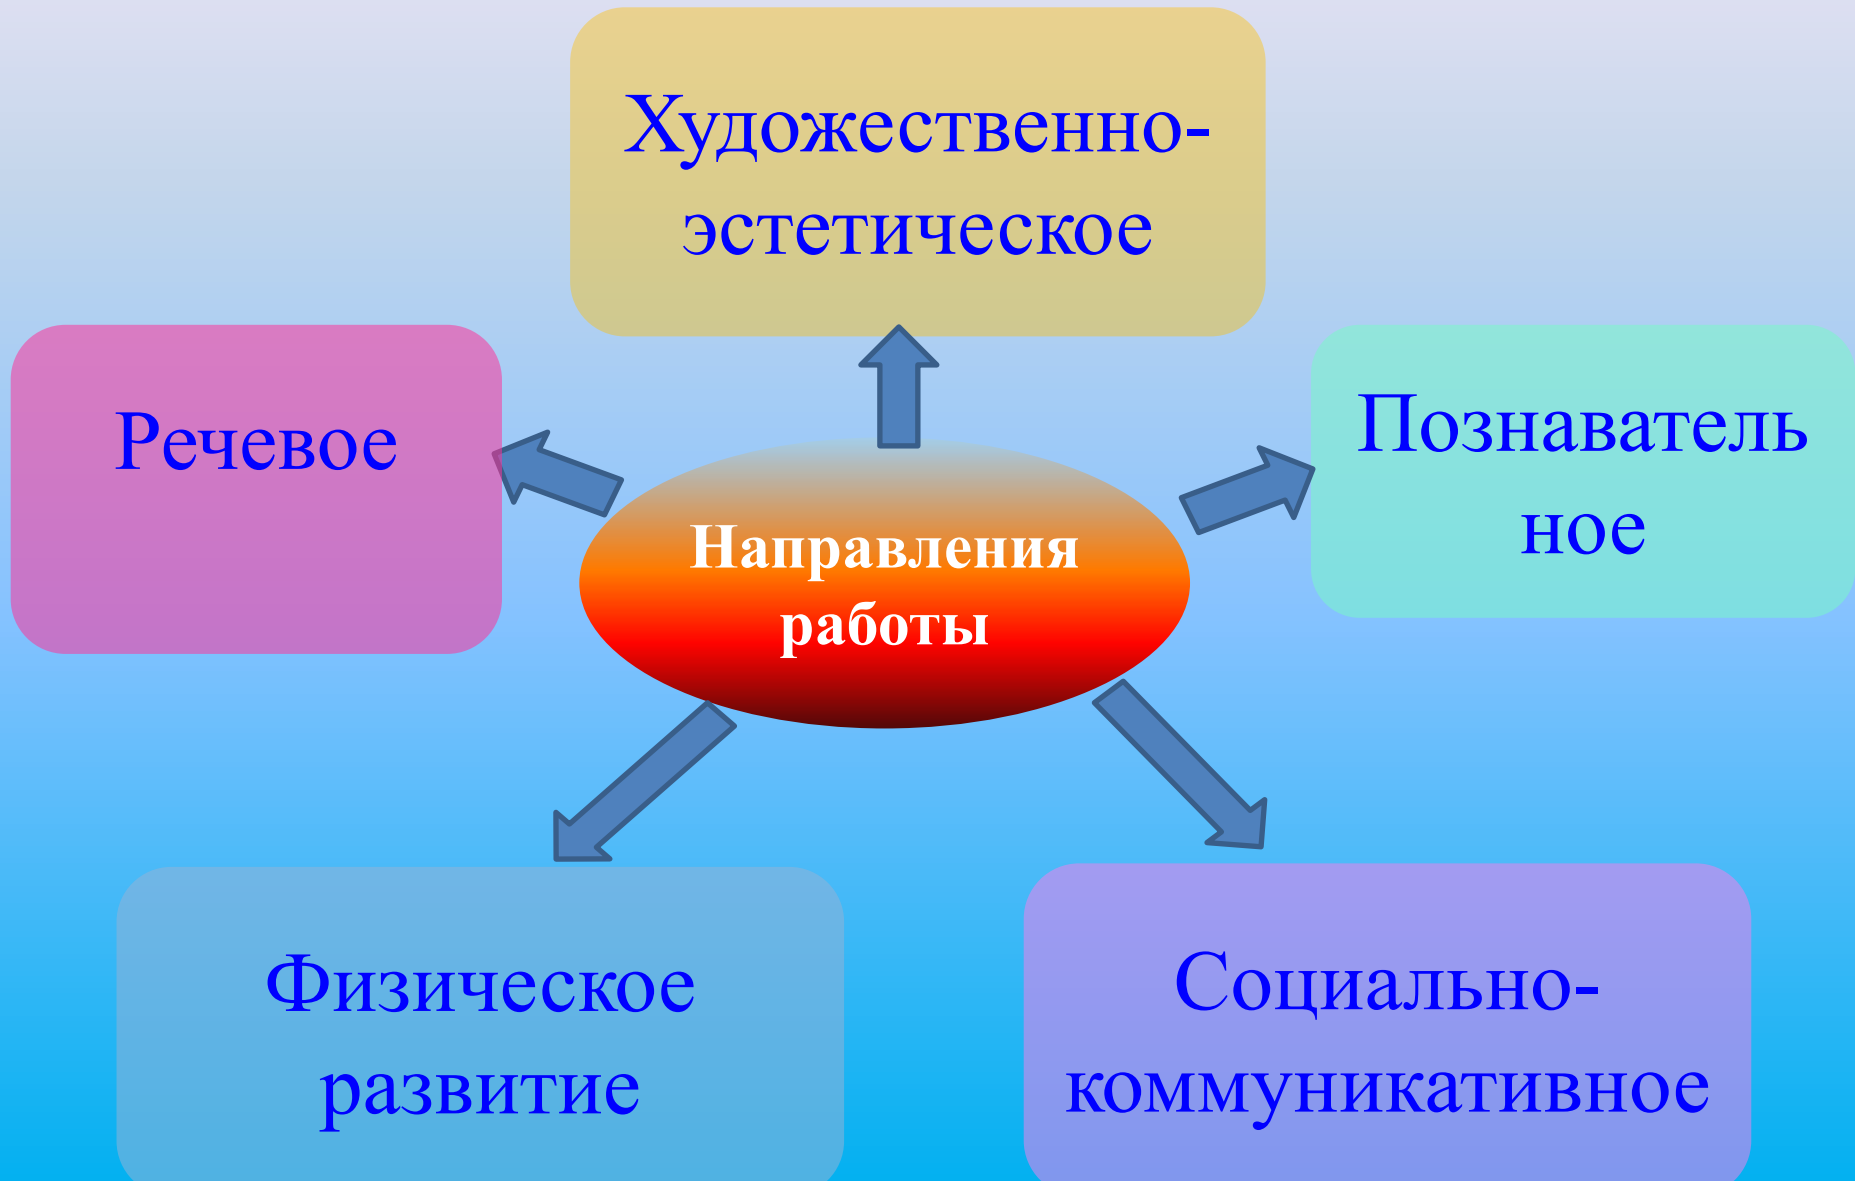 Художественно-
эстетическое
Речевое
Познаватель
ное
Направления
работы
Физическое
развитие
Социально-
коммуникативное